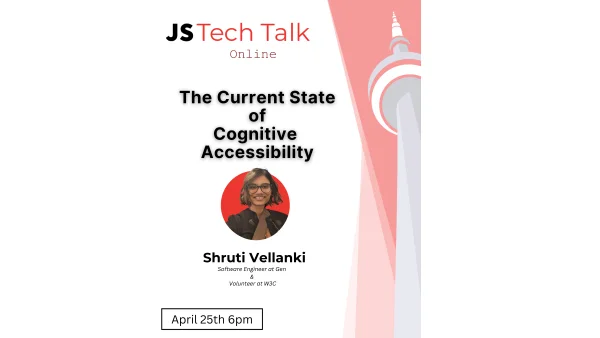 JS Tech Talk
Online
The Current State
of
Cognitive
Accessibility
Shruti Vellanki
Software Engineer at Gen
&
Volunteer at W3C
April 25th 6pm